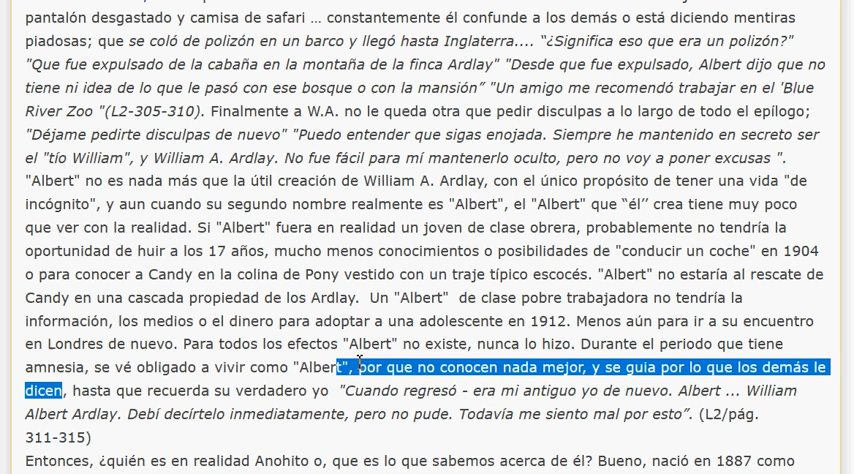 pantalón desgastado y camisa de safari … constantemente él confunde a los demás o está diciendo mentiras
piadosas; que se coló de polizón en un barco y llegó hasta Inglaterra.... “¿Significa eso que era un polizón?"
"Que fue expulsado de la cabaña en la montaña de la finca Ardlay" "Desde que fue expulsado, Albert dijo que no
tiene ni idea de lo que le pasó con ese bosque o con la mansión” "Un amigo me recomendó trabajar en el 'Blue
River Zoo "(L2-305-310). Finalmente a W.A. no le queda otra que pedir disculpas a lo largo de todo el epílogo;
"Déjame pedirte disculpas de nuevo" "Puedo entender que sigas enojada. Siempre he mantenido en secreto ser
el "tío William", y William A. Ardlay. No fue fácil para mí mantenerlo oculto, pero no voy a poner excusas ".
"Albert" no es nada más que la útil creación de William A. Ardlay, con el único propósito de tener una vida "de
incógnito", y aun cuando su segundo nombre realmente es "Albert", el "Albert" que “él’’ crea tiene muy poco
que ver con la realidad. Si "Albert" fuera en realidad un joven de clase obrera, probablemente no tendría la
oportunidad de huir a los 17 años, mucho menos conocimientos o posibilidades de "conducir un coche" en 1904
o para conocer a Candy en la colina de Pony vestido con un traje típico escocés. "Albert" no estaría al rescate de
Candy en una cascada propiedad de los Ardlay.  Un "Albert"  de clase pobre trabajadora no tendría la
información, los medios o el dinero para adoptar a una adolescente en 1912. Menos aún para ir a su encuentro
en Londres de nuevo. Para todos los efectos "Albert" no existe, nunca lo hizo. Durante el periodo que tiene
amnesia, se vé obligado a vivir como "Albert", por que no conocen nada mejor, y se guia por lo que los demás le
dicen, hasta que recuerda su verdadero yo  "Cuando regresó - era mi antiguo yo de nuevo. Albert ... William
Albert Ardlay. Debí decírtelo inmediatamente, pero no pude. Todavía me siento mal por esto”. (L2/pág.
311-315)
Entonces, ¿quién es en realidad Anohito o, que es lo que sabemos acerca de él? Bueno, nació en 1887 como